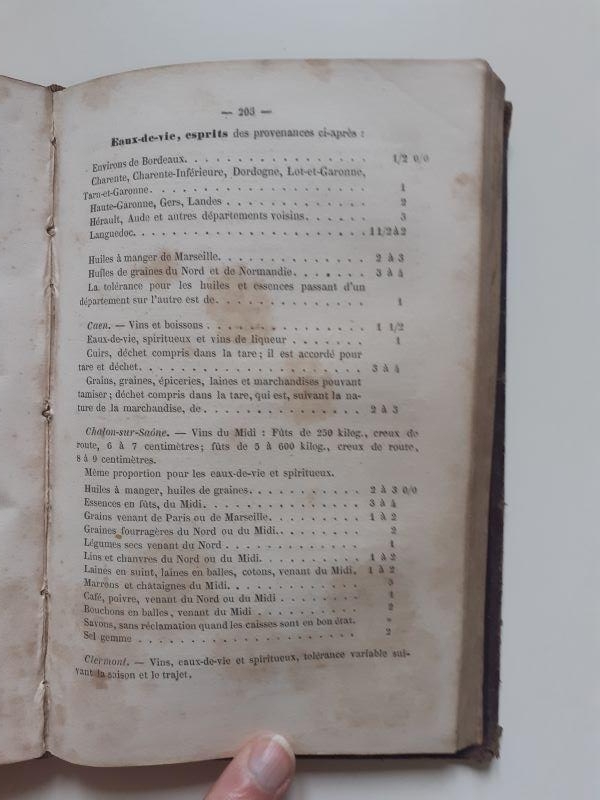 — 203 —
Eaux-de-vie, esprits des provenances ci-après :
Environs de Bordeaux. . . . . . . . . . . . . . . . 1/2 0/0
Charente, Charente-Inférieure, Dordogne, Lot-et-Garonne,
Tarn-et-Garonne. . . . . . . . . . . . . . . . . 1
Haute-Garonne, Gers, Landes . . . . . . . . . . . . 2
Hérault, Aude et autres départements voisins. . . . . . 3
Languedoc. . . . . . . . . . . . . . . . . . . . 1 1/2 à 2
Huiles à manger de Marseille. . . . . . . . . . . . 2 à 3
Huiles de graines du Nord et de Normandie. . . . . . 3 à 4
La tolérance pour les huiles et essences passant d'un
département sur l'autre est de. . . . . . . . . . . . 1
Caen. — Vins et boissons . . . . . . . . . . . . . 1 1/2
Eaux-de-vie, spiritueux et vins de liqueur . . . . . . 1
Cuirs, déchet compris dans la tare ; il est accordé pour
tare et déchet. . . . . . . . . . . . . . . . . . 3 à 4
Grains, graines, épiceries, laines et marchandises pouvant
tamiser ; déchet compris dans la tare, qui est, suivant la na-
ture de la marchandise, de . . . . . . . . . . . . . 2 à 3
Châlon-sur-Saône. — Vins du Midi : Fûts de 250 kilog., creux de
route, 6 à 7 centimètres ; fûts de 5 à 600 kilog., creux de route,
8 à 9 centimètres.
Même proportion pour les eaux-de-vie et spiritueux.
Huiles à manger, huiles de graines. . . . . . . . . . 2 à 3 0/0
Essences en fûts, du Midi. . . . . . . . . . . . . . 3 à 4
Grains venant de Paris ou de Marseille. . . . . . . . 1 à 2
Graines fourragères du Nord ou du Midi. . . . . . . . 2
Légumes secs venant du Nord . . . . . . . . . . . . 1
Lins et chanvres du Nord ou du Midi. . . . . . . . . 1 à 2
Laines en suint, laines en balles, cotons, venant du Midi. 1 à 2
Marrons et châtaignes du Midi. . . . . . . . . . . . 3
Café, poivre, venant du Nord ou du Midi . . . . . . . 1
Bouchons en balles, venant du Midi . . . . . . . . . 2
Savons, sans réclamation quand les caisses sont en bon état. »
Sel gemme . . . . . . . . . . . . . . . . . . . . 2
Clermont. — Vins, eaux-de-vie et spiritueux, tolérance variable sui-
vant la saison et le trajet.